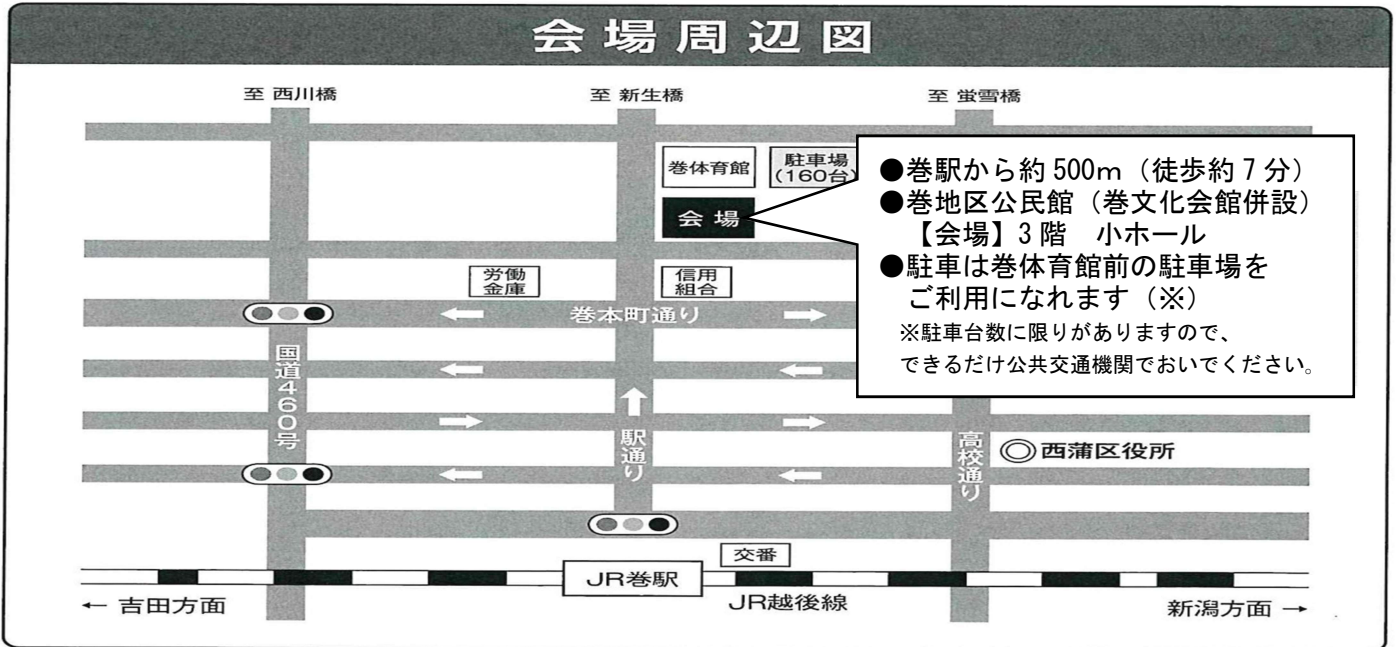 会場周辺図
至 西川橋
至 新生橋
至 蛍雪橋
巻体育館
駐車場
(160台)
会場
●巻駅から約500m（徒歩約7分）
●巻地区公民館（巻文化会館併設）
【会場】3階 小ホール
●駐車は巻体育館前の駐車場を
ご利用になれます（※）
※駐車台数に限りがありますので、
できるだけ公共交通機関でおいでください。
労働
金庫
信用
組合
巻本町通り
国道460号
駅通り
高校通り
◎西蒲区役所
交番
JR巻駅
JR越後線
← 吉田方面
新潟方面 →